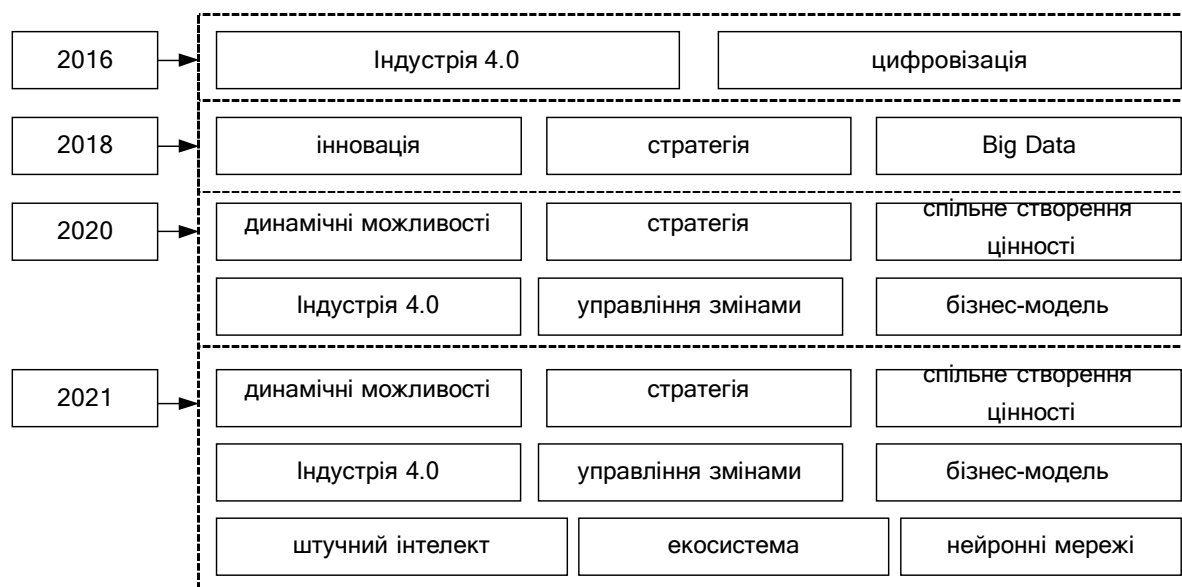 2016
Індустрія 4.0
цифровізація
2018
інновація
стратегія
Big Data
2020
динамічні можливості
стратегія
спільне створення
цінності
Індустрія 4.0
управління змінами
бізнес-модель
2021
динамічні можливості
стратегія
спільне створення
цінності
Індустрія 4.0
управління змінами
бізнес-модель
штучний інтелект
екосистема
нейронні мережі